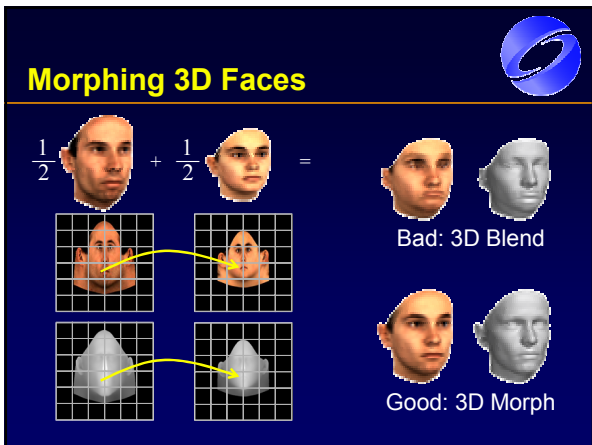 Morphing 3D Faces
1/2 + 1/2 =
Bad: 3D Blend
Good: 3D Morph